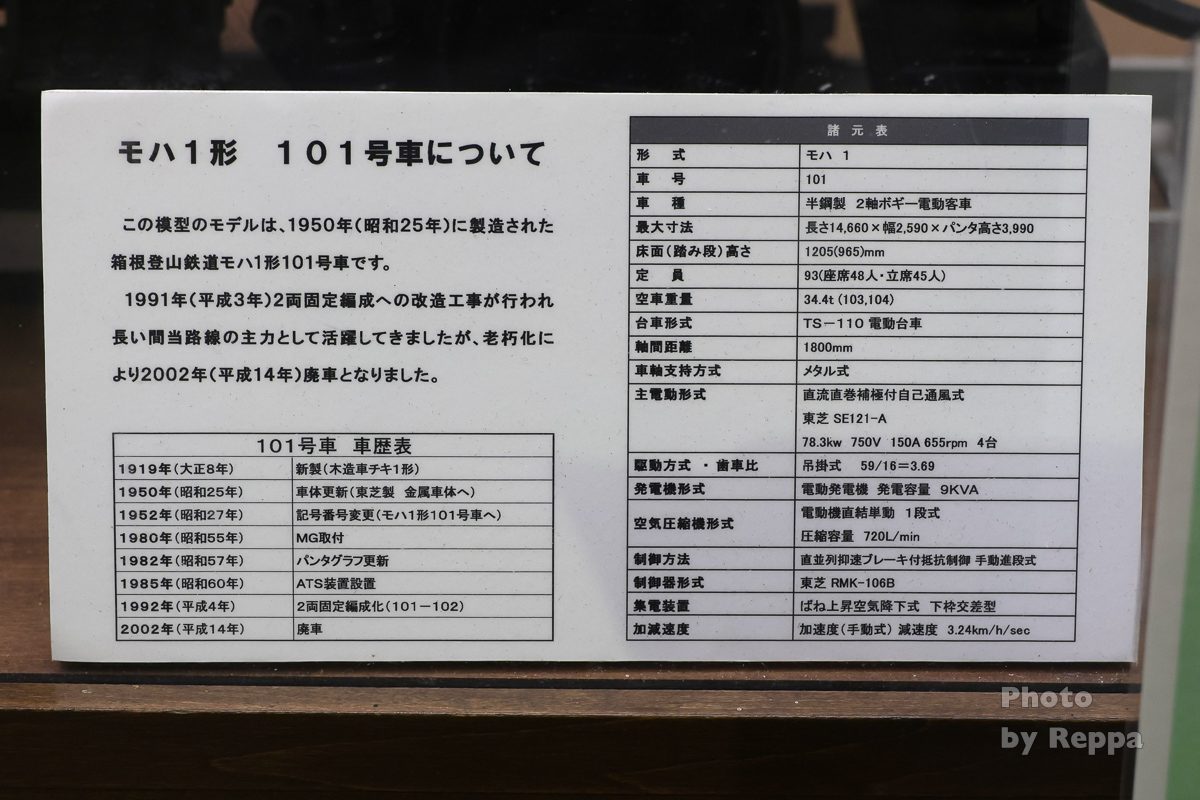 モハ1形 101号車について
この模型のモデルは、1950年(昭和25年)に製造された
箱根登山鉄道モハ1形101号車です。
1991年(平成3年)2両固定編成への改造工事が行われ
長い間当路線の主力として活躍してきましたが、老朽化に
より2002年(平成14年)廃車となりました。
101号車 車歴表
1919年(大正8年) 新製(木造車チキ1形)
1950年(昭和25年) 車体更新(東芝製 金属車体へ)
1952年(昭和27年) 記号番号変更(モハ1形101号車へ)
1980年(昭和55年) MG取付
1982年(昭和57年) パンタグラフ更新
1985年(昭和60年) ATS装置設置
1992年(平成4年) 2両固定編成化(101-102)
2002年(平成14年) 廃車
諸元表
形 式 モハ 1
車 号 101
車 種 半鋼製 2軸ボギー電動客車
最大寸法 長さ14,660×幅2,590×パンタ高さ3,990
床面(踏み段)高さ 1205(965)mm
定 員 93(座席48人・立席45人)
空車重量 34.4t (103,104)
台車形式 TS-110 電動台車
軸間距離 1800mm
車軸支持方式 メタル式
主電動形式 直流直巻補極付自己通風式
東芝 SE121-A
78.3kw 750V 150A 655rpm 4台
駆動方式 ・ 歯車比 吊掛式 59/16=3.69
発電機形式 電動発電機 発電容量 9KVA
空気圧縮機形式 電動機直結単動 1段式
圧縮容量 720L/min
制御方法 直並列抑速ブレーキ付抵抗制御 手動進段式
制御器形式 東芝 RMK-106B
集電装置 ばね上昇空気降下式 下枠交差型
加減速度 加速度(手動式) 減速度 3.24km/h/sec
Photo
by Reppa